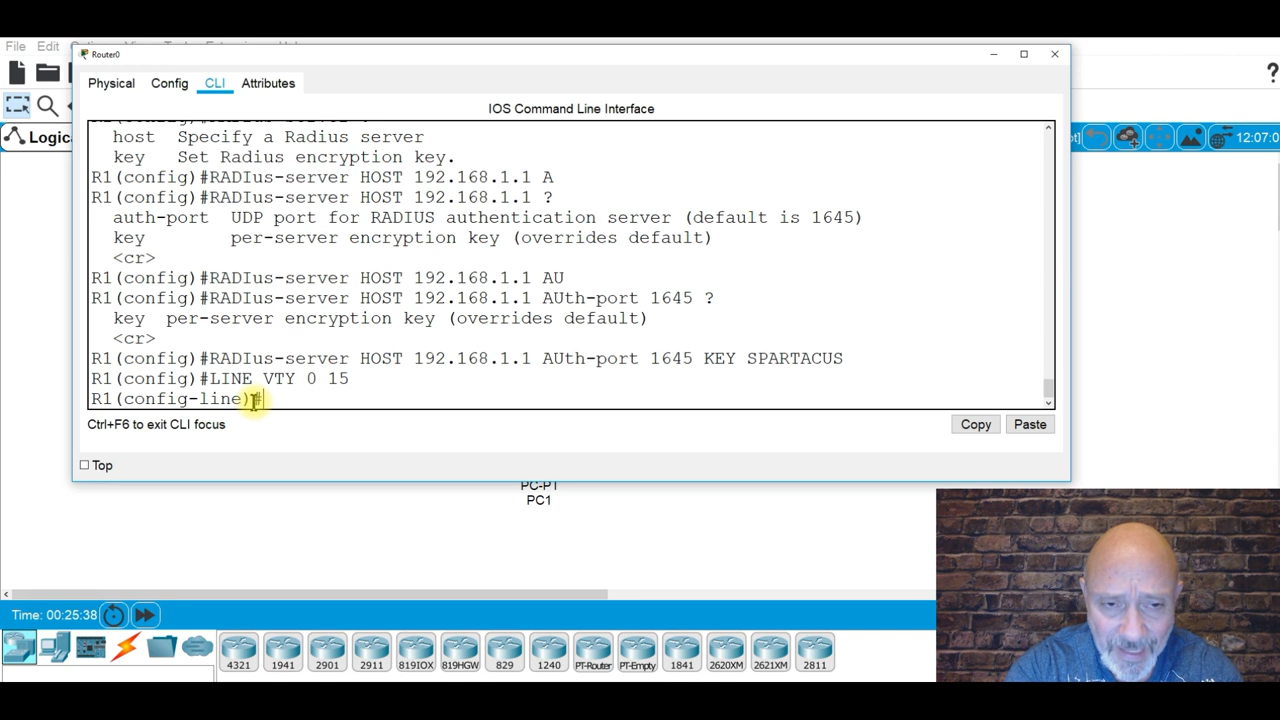 File Edit
Router0
Physical Config CLI Attributes
IOS Command Line Interface
host Specify a Radius server
key Set Radius encryption key.
R1(config)#RADIus-server HOST 192.168.1.1 A
R1(config)#RADIus-server HOST 192.168.1.1 ?
auth-port UDP port for RADIUS authentication server (default is 1645)
key per-server encryption key (overrides default)
<cr>
R1(config)#RADIus-server HOST 192.168.1.1 AU
R1(config)#RADIus-server HOST 192.168.1.1 AUth-port 1645 ?
key per-server encryption key (overrides default)
<cr>
R1(config)#RADIus-server HOST 192.168.1.1 AUth-port 1645 KEY SPARTACUS
R1(config)#LINE VTY 0 15
R1(config-line)#
Ctrl+F6 to exit CLI focus
Copy Paste
Top
?
Logic
12:07:0
PC-PT
PC1
Time: 00:25:38
4321 1941 2901 2911 819IOX 819HGW 829 1240 PT-Router PT-Empty 1841 2620XM 2621XM 2811